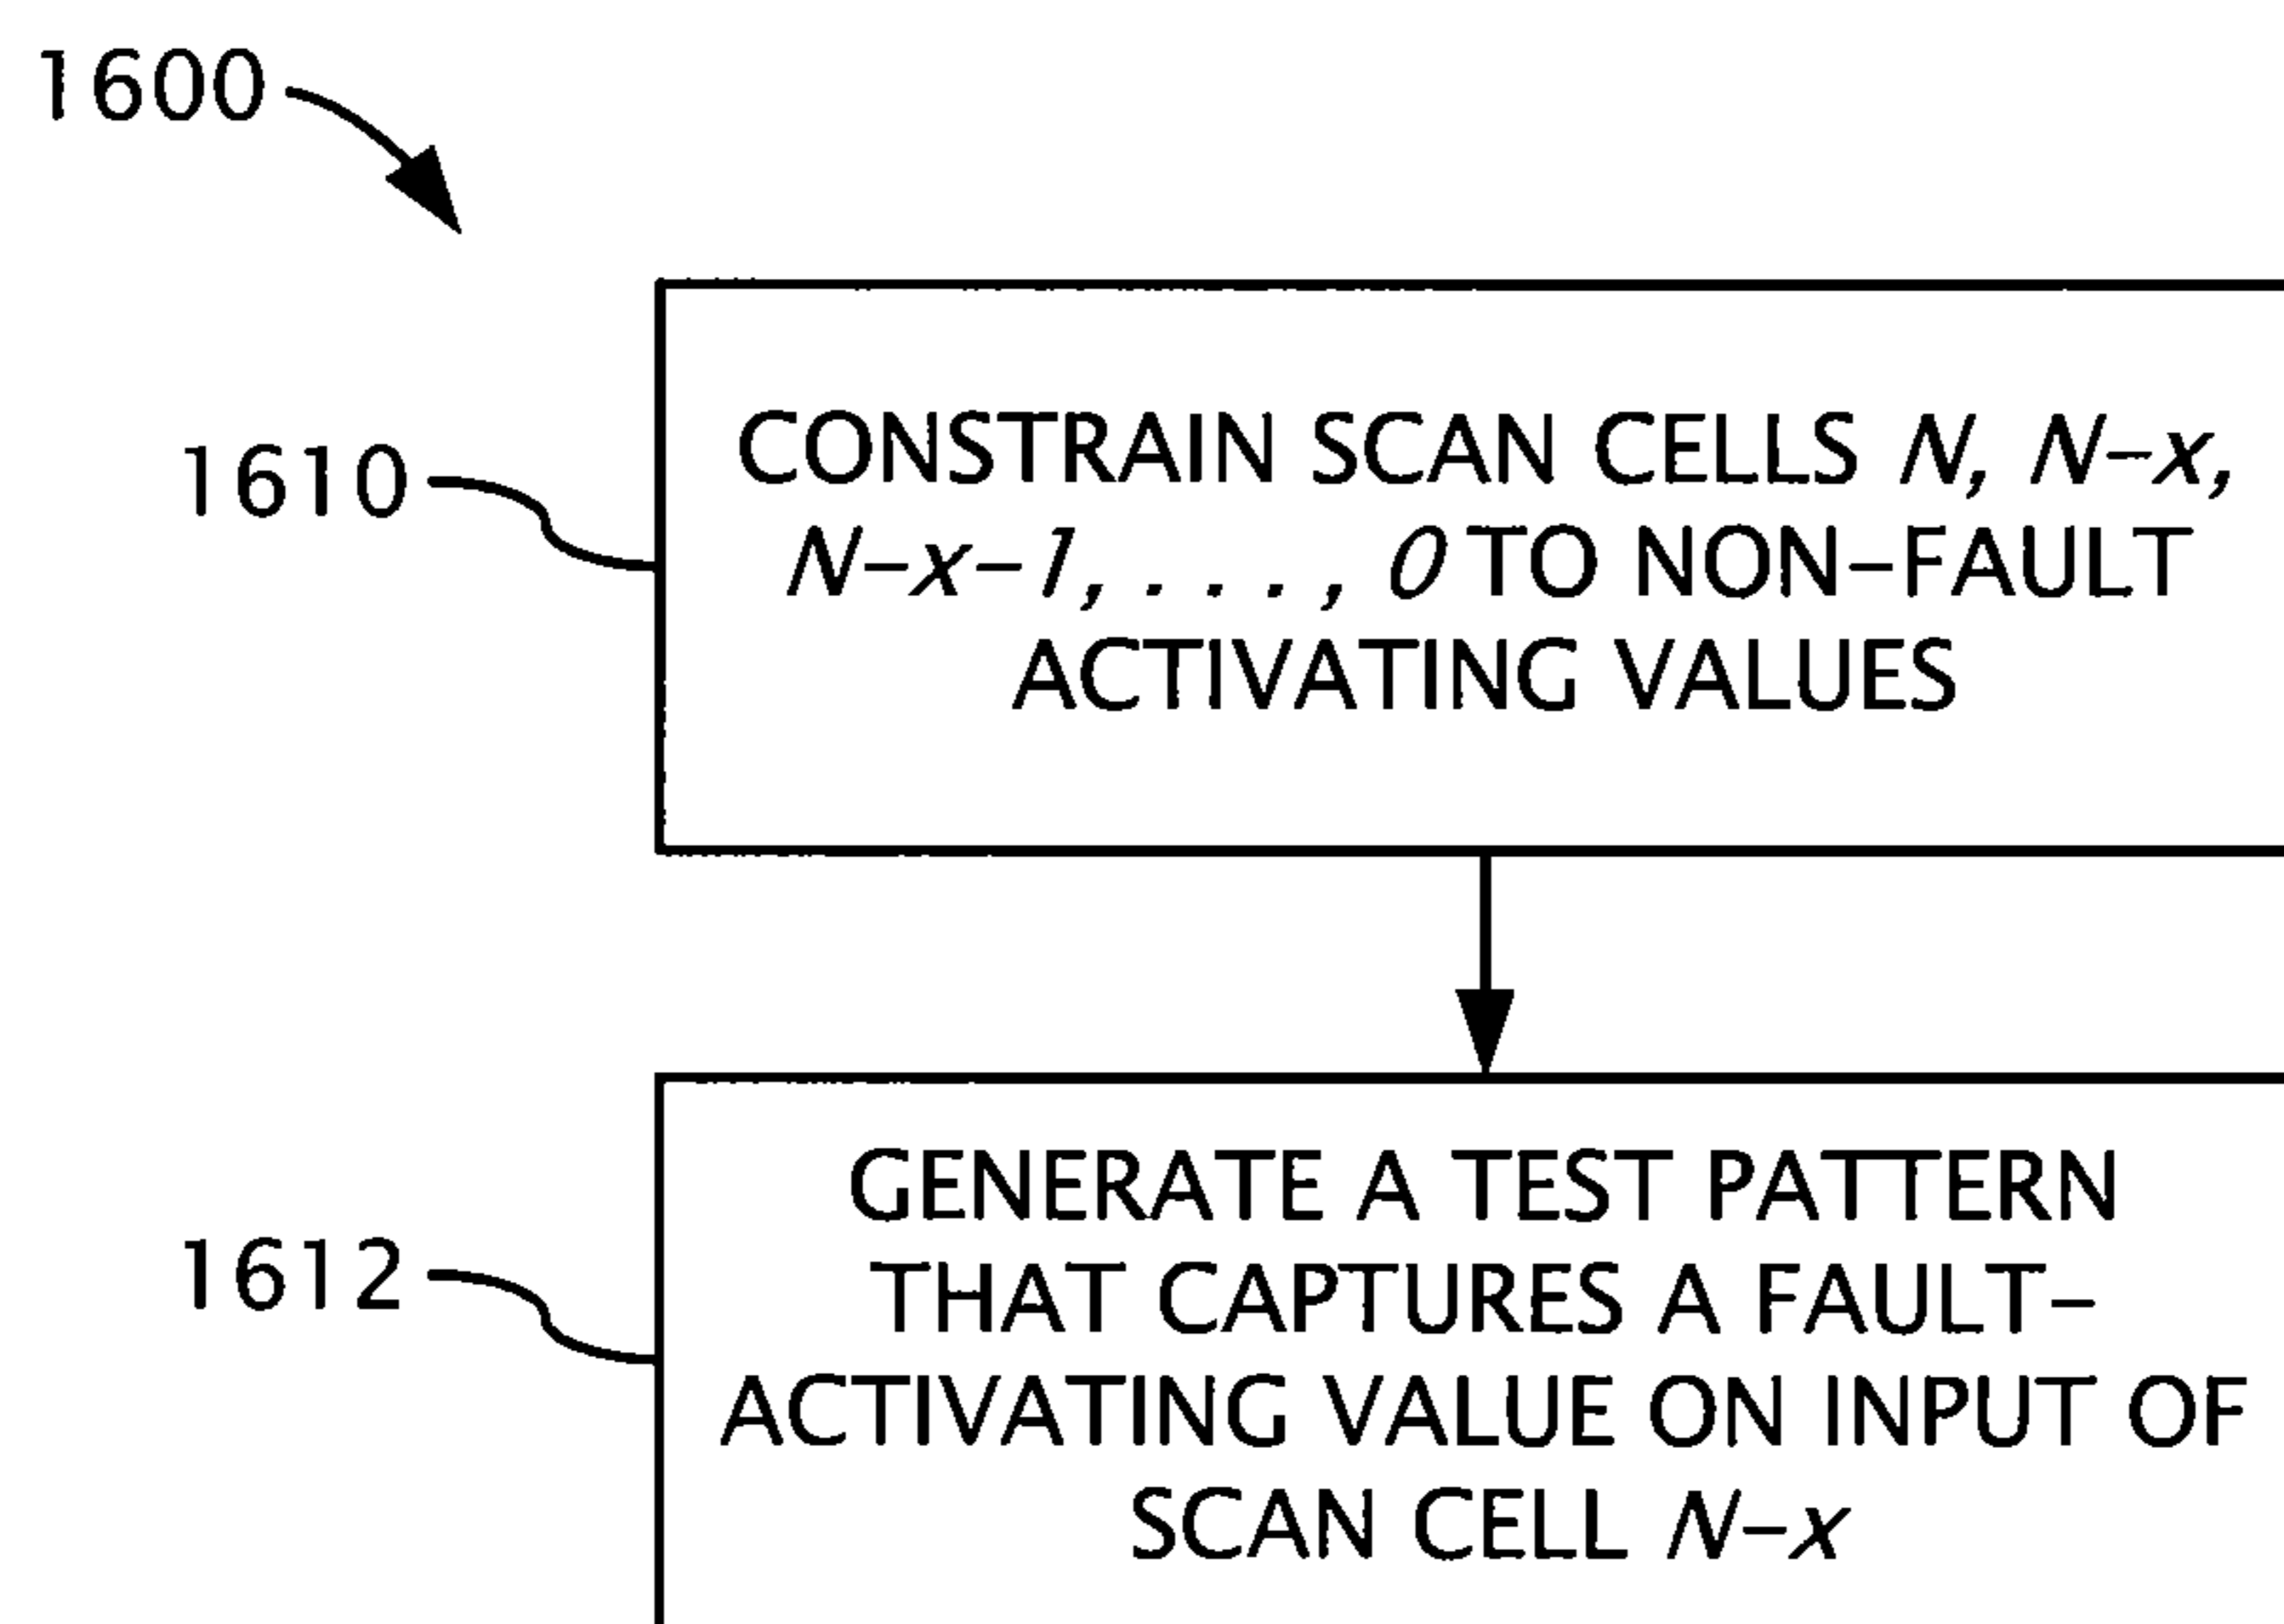 1600
1610
CONSTRAIN SCAN CELLS N, N–x,
N–x–1, . . . , 0 TO NON–FAULT
ACTIVATING VALUES
1612
GENERATE A TEST PATTERN
THAT CAPTURES A FAULT–
ACTIVATING VALUE ON INPUT OF
SCAN CELL N–x